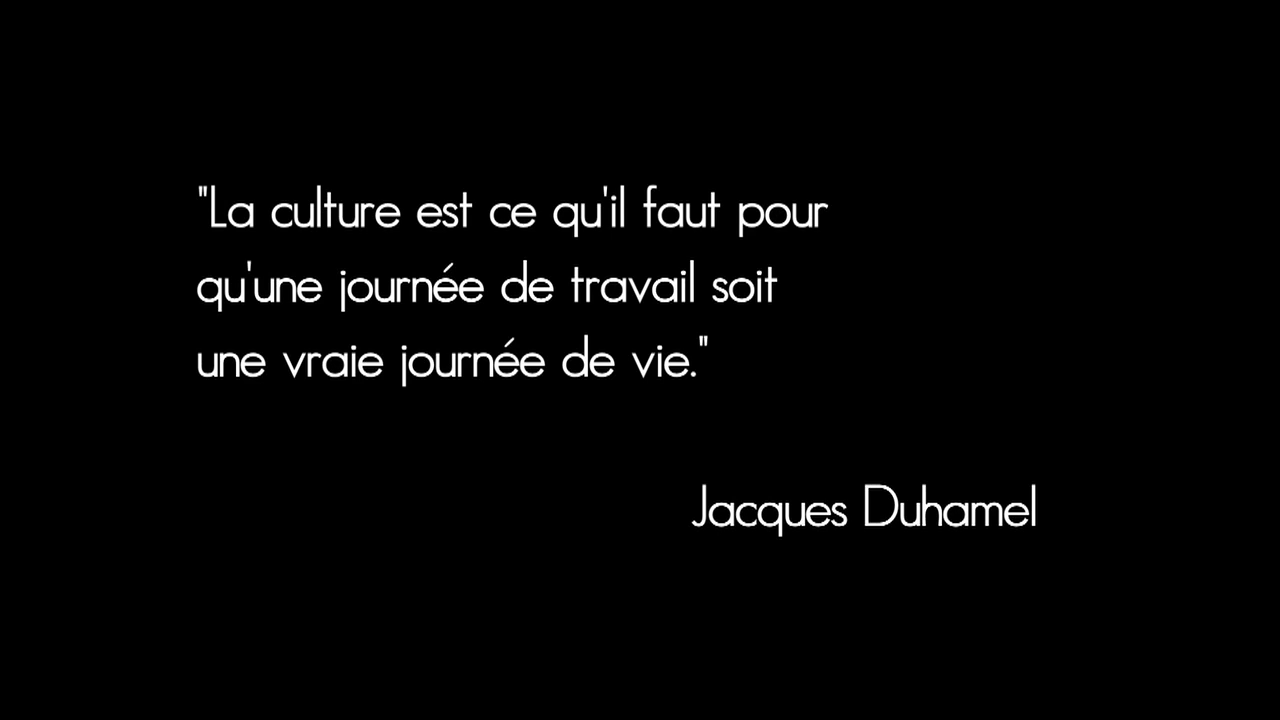 "La culture est ce qu'il faut pour
qu'une journée de travail soit
une vraie journée de vie."
Jacques Duhamel